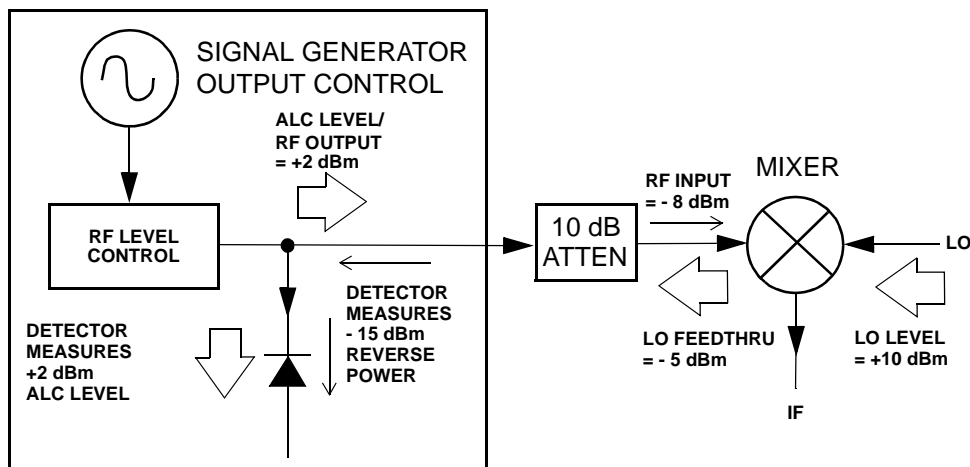 SIGNAL GENERATOR
OUTPUT CONTROL
ALC LEVEL/
RF OUTPUT
= +2 dBm
RF LEVEL
CONTROL
DETECTOR
MEASURES
+2 dBm
ALC LEVEL
DETECTOR
MEASURES
- 15 dBm
REVERSE
POWER
10 dB
ATTEN
RF INPUT
= - 8 dBm
MIXER
LO
LO FEEDTHRU
= - 5 dBm
LO LEVEL
= +10 dBm
IF